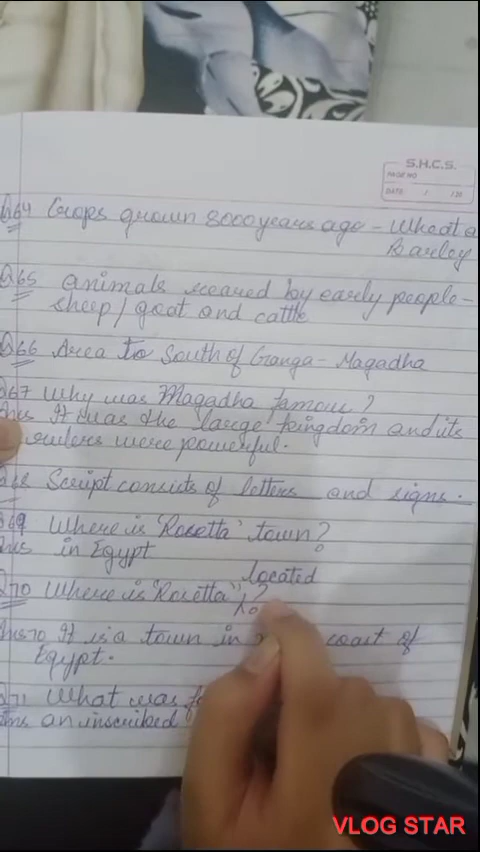 S.H.C.S.
PAGE NO
DATE / /20
Q64 Crops grown 8000 years ago - Wheat a
Barley
Q65 animals reared by early people -
sheep / goat and cattle
Q66 Area to South of Ganga - Magadha
Q67 Why was Magadha famous?
Ans It was the large kingdom and its
rulers were powerful.
Q68 Script consists of letters and signs.
Q69 Where is 'Rosetta' town?
Ans in Egypt
located
Q70 Where is "Rosetta" ?
Ans70 It is a town in coast of
Egypt.
Q71 What was
Ans an inscribed
VLOG STAR